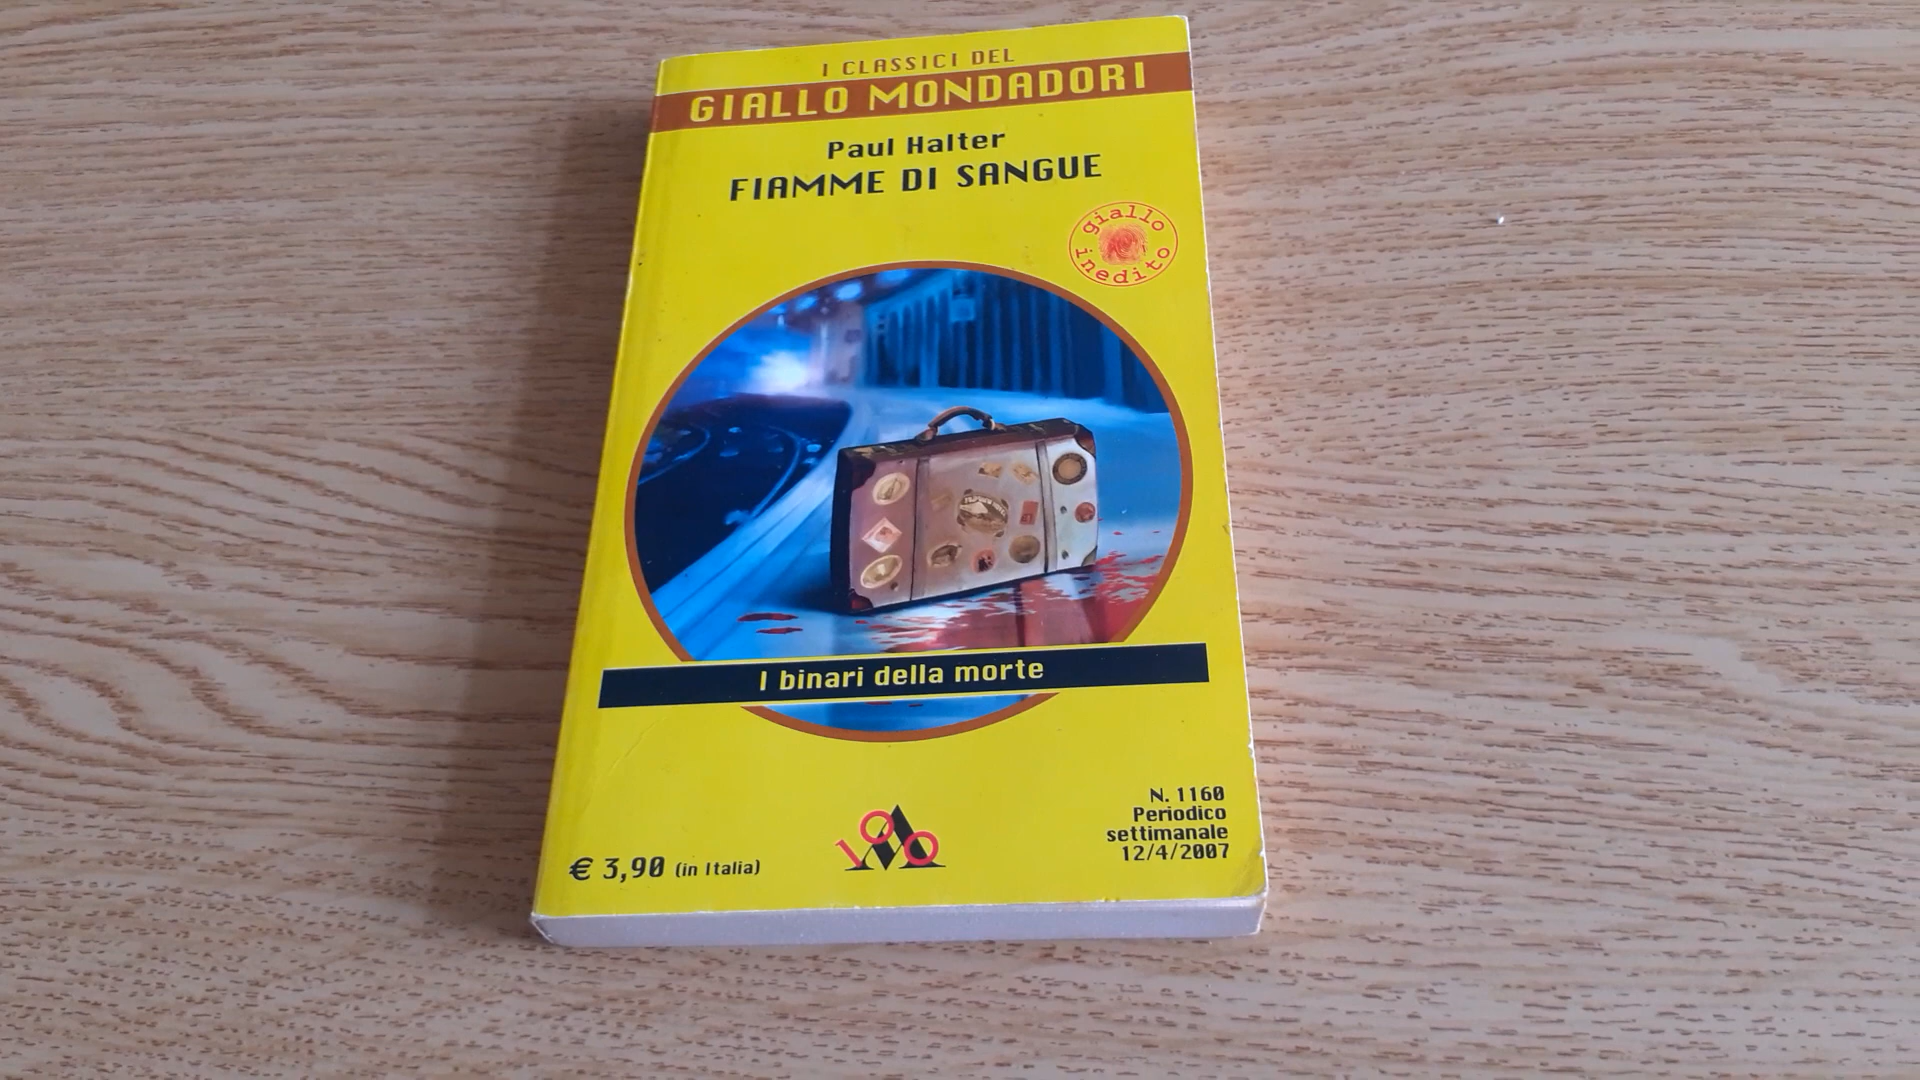 I CLASSICI DEL
GIALLO MONDADORI
Paul Halter
FIAMME DI SANGUE
giallo
inedito
I binari della morte
N. 1160
Periodico
settimanale
12/4/2007
€ 3,90 (in Italia)
100